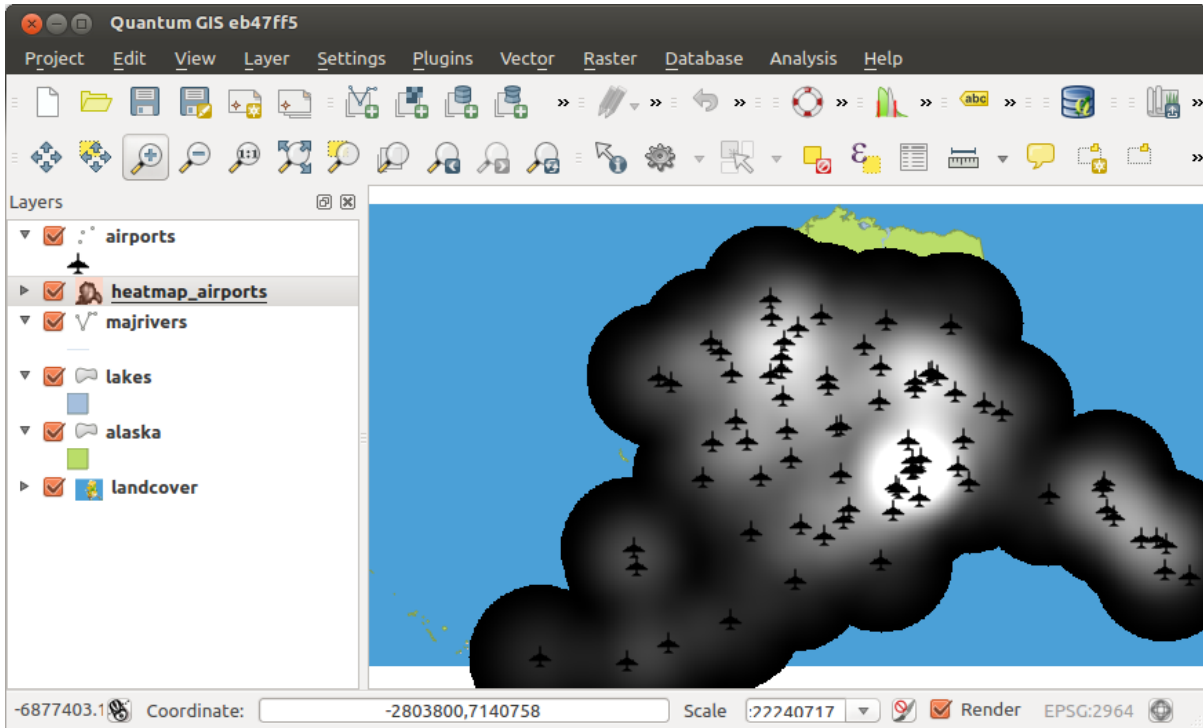 Quantum GIS eb47ff5
Project Edit View Layer Settings Plugins Vector Raster Database Analysis Help
abc
1:1
Layers
airports
heatmap_airports
majrivers
lakes
alaska
landcover
-6877403.1 Coordinate: -2803800,7140758 Scale :22240717 Render EPSG:2964